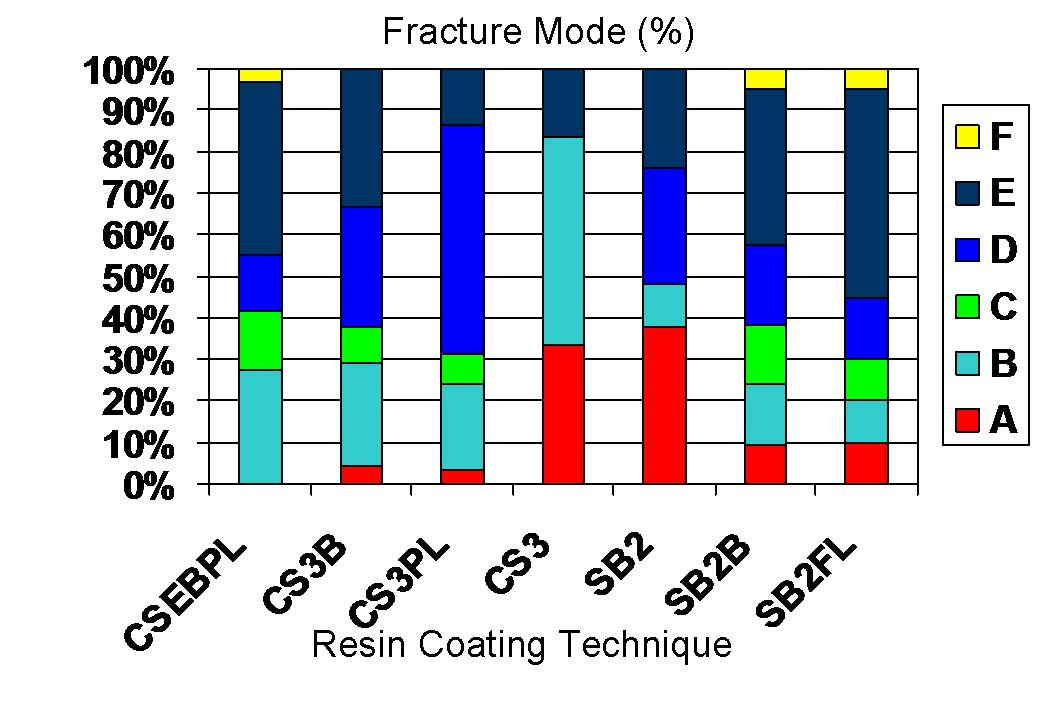 Fracture Mode (%)
100%
90%
80%
70%
60%
50%
40%
30%
20%
10%
0%
F
E
D
C
B
A
CSEBPL
CS3B
CS3PL
CS3
SB2
SB2B
SB2FL
Resin Coating Technique